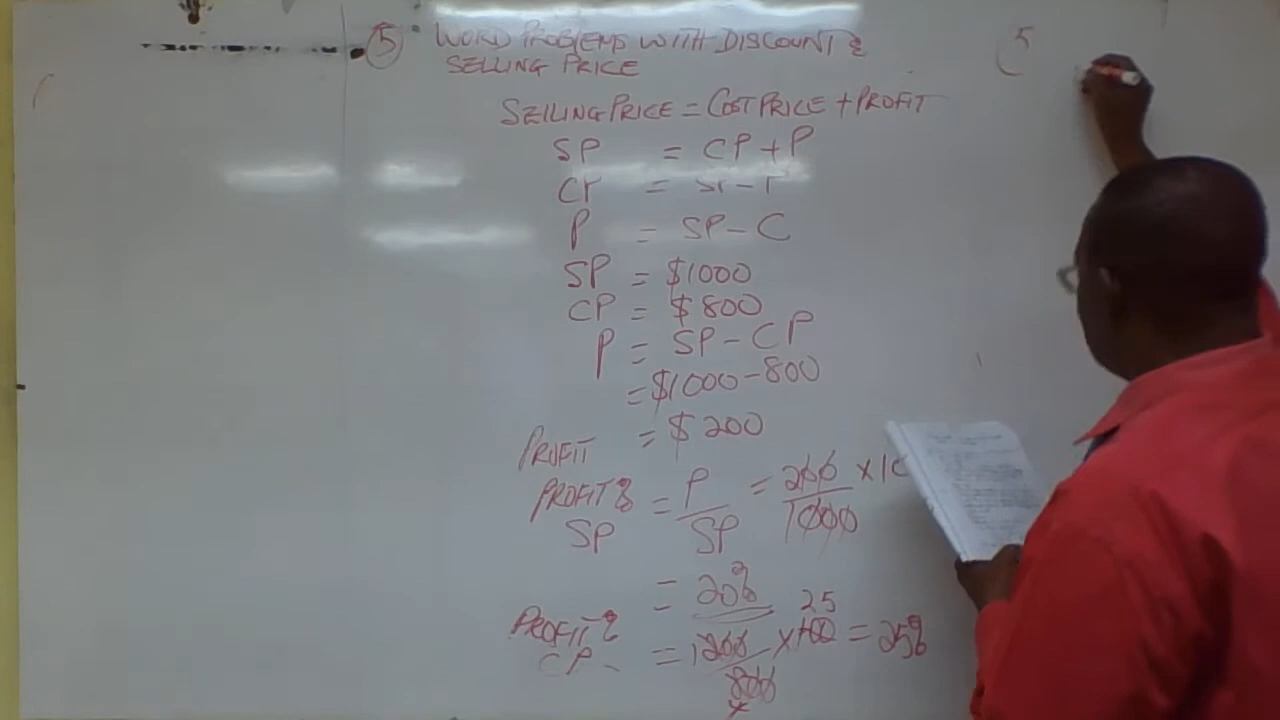 5 WORD PROBLEMS WITH DISCOUNT &
SELLING PRICE
SELLING PRICE = COST PRICE + PROFIT
SP = CP + P
CP = SP - P
P = SP - C
SP = $1000
CP = $800
P = SP - CP
= $1000 - 800
PROFIT = $200
PROFIT % SP = P/SP = 200/1000 × 10
= 20%
25
PROFIT % CP = 200/800 × 100 = 25%
(5